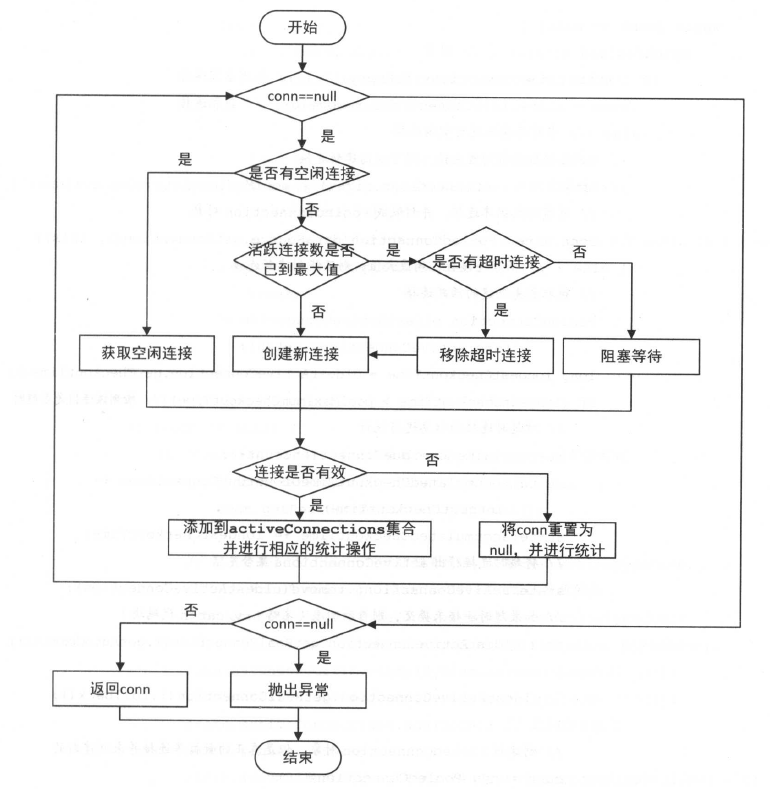 开始
conn==null
是
是否有空闲连接
是
否
活跃连接数是否
已到最大值
是
是否有超时连接
否
否
是
获取空闲连接
创建新连接
移除超时连接
阻塞等待
连接是否有效
否
是
添加到activeConnections集合
并进行相应的统计操作
将conn重置为
null，并进行统计
conn==null
否
是
返回conn
抛出异常
结束